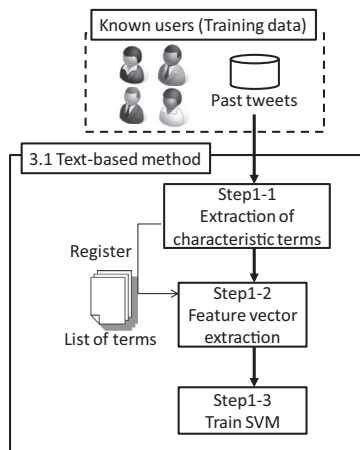 Known users (Training data)
Past tweets
3.1 Text-based method
Step1-1
Extraction of
characteristic terms
Register
List of terms
Step1-2
Feature vector
extraction
Step1-3
Train SVM